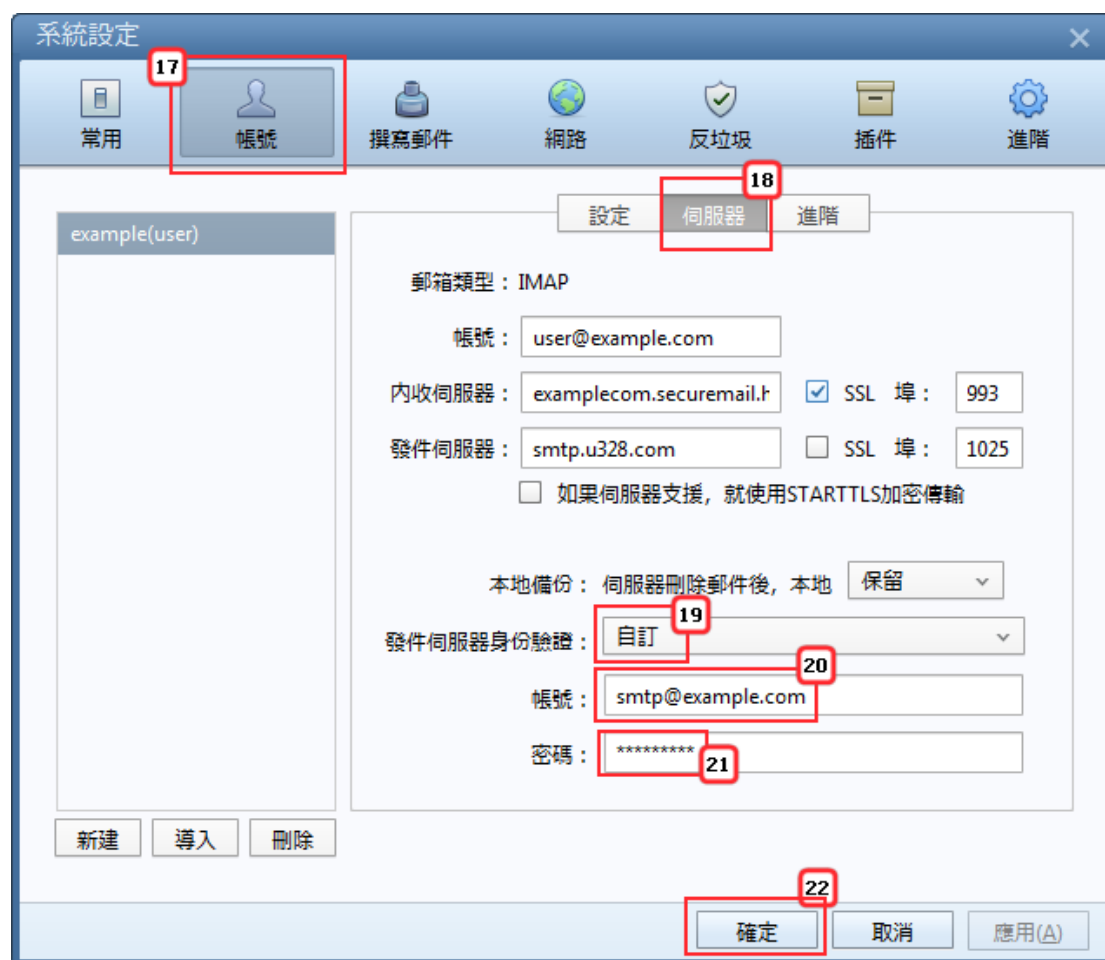 系統設定
17
常用 帳號 撰寫郵件 網路 反垃圾 插件 進階
18
設定 伺服器 進階
example(user)
郵箱類型：IMAP
帳號： user@example.com
內收伺服器： examplecom.securemail.h SSL 埠： 993
發件伺服器： smtp.u328.com SSL 埠： 1025
如果伺服器支援，就使用STARTTLS加密傳輸
本地備份： 伺服器刪除郵件後，本地 保留
19
發件伺服器身份驗證： 自訂
20
帳號： smtp@example.com
密碼： *********
21
新建 導入 刪除
22
確定 取消 應用(A)